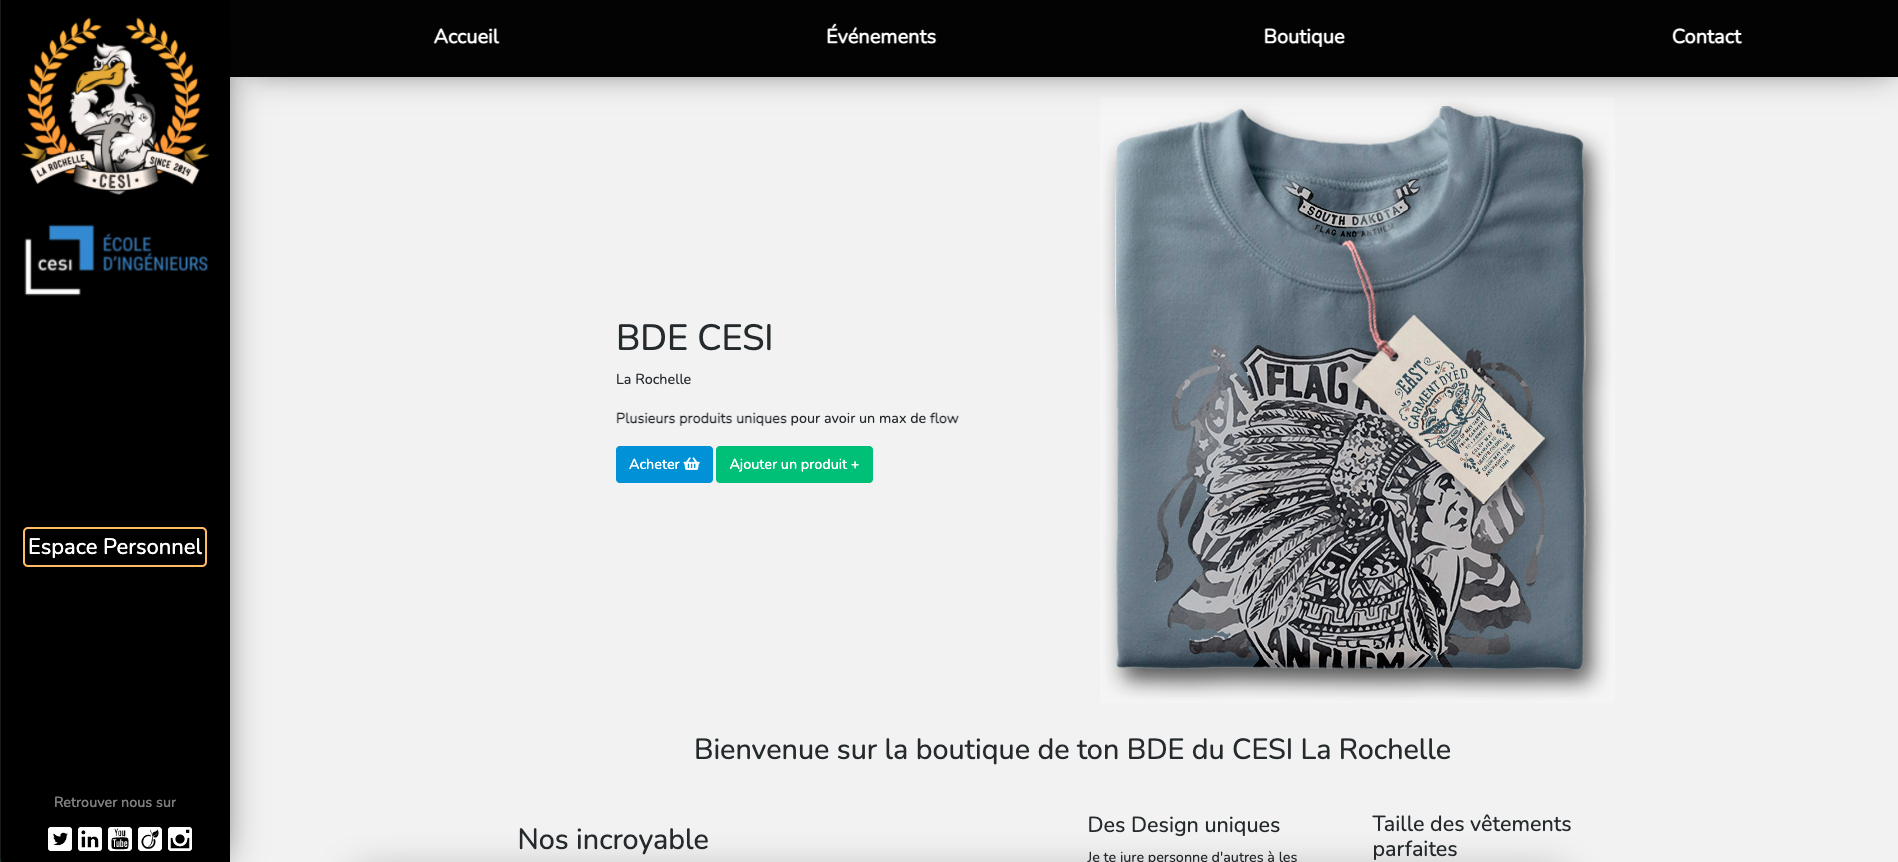 Accueil
Événements
Boutique
Contact
LA ROCHELLE
SINCE 2014
• CESI •
cesi
ÉCOLE
D'INGÉNIEURS
Espace Personnel
Retrouver nous sur
You
Tube
BDE CESI
La Rochelle
Plusieurs produits uniques pour avoir un max de flow
Acheter
Ajouter un produit +
SOUTH DAKOTA
FLAG AND ANTHEM
EAST
GARMENT DYED
FLAG
ANTHEM
Bienvenue sur la boutique de ton BDE du CESI La Rochelle
Nos incroyable
Des Design uniques
Je te jure personne d'autres à les
Taille des vêtements
parfaites